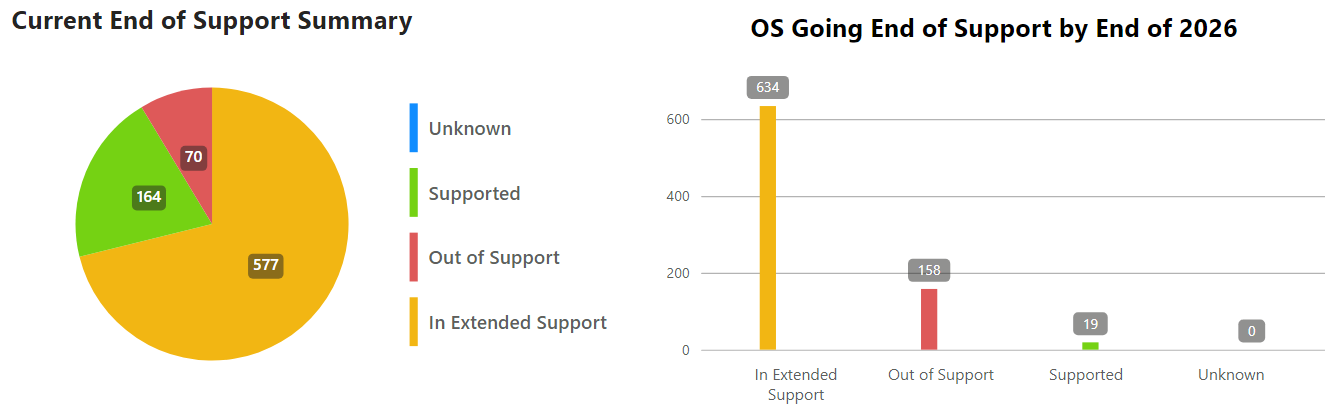 Current End of Support Summary
70
164
577
Unknown
Supported
Out of Support
In Extended Support
OS Going End of Support by End of 2026
634
600
400
200
0
158
19
0
In Extended
Support
Out of Support
Supported
Unknown